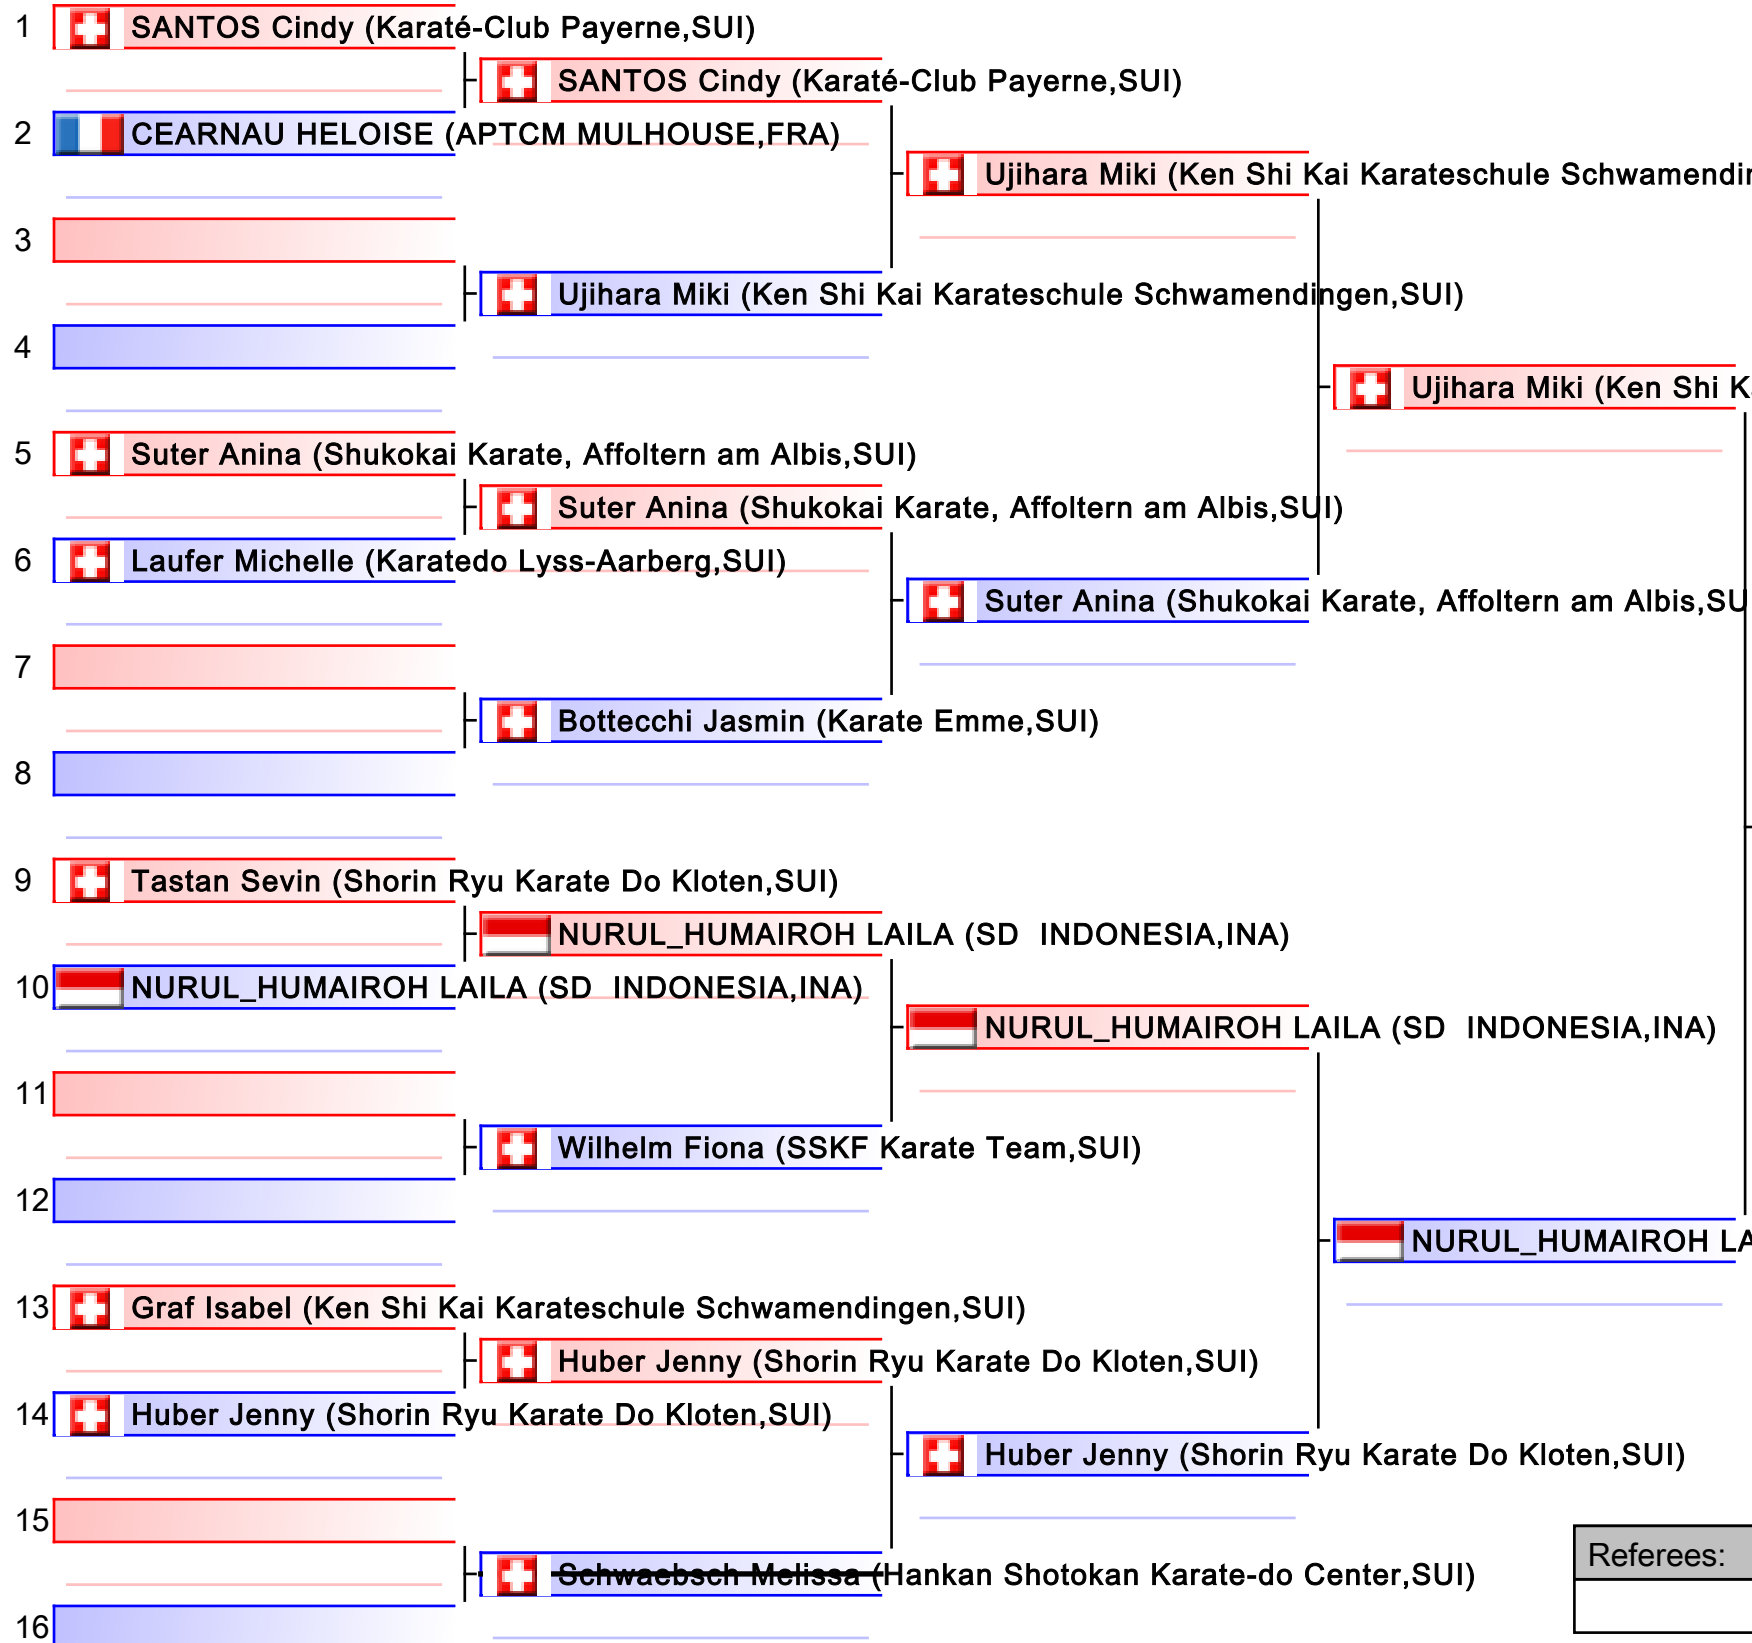 1 SANTOS Cindy (Karaté-Club Payerne,SUI)
SANTOS Cindy (Karaté-Club Payerne,SUI)
2 CEARNAU HELOISE (APTCM MULHOUSE,FRA)
Ujihara Miki (Ken Shi Kai Karateschule
3
Ujihara Miki (Ken Shi Kai Karateschule Schwamendingen,SUI)
4
Ujihara Miki (Ken Shi
5 Suter Anina (Shukokai Karate, Affoltern am Albis,SUI)
Suter Anina (Shukokai Karate, Affoltern am Albis,SUI)
6 Laufer Michelle (Karatedo Lyss-Aarberg,SUI)
Suter Anina (Shukokai Karate, Affoltern am Albis,SU
7
Bottecchi Jasmin (Karate Emme,SUI)
8
9 Tastan Sevin (Shorin Ryu Karate Do Kloten,SUI)
NURUL_HUMAIROH LAILA (SD INDONESIA,INA)
10 NURUL_HUMAIROH LAILA (SD INDONESIA,INA)
NURUL_HUMAIROH LAILA (SD INDONESIA,INA)
11
Wilhelm Fiona (SSKF Karate Team,SUI)
12
NURUL_HUMAIROH LA
13 Graf Isabel (Ken Shi Kai Karateschule Schwamendingen,SUI)
Huber Jenny (Shorin Ryu Karate Do Kloten,SUI)
14 Huber Jenny (Shorin Ryu Karate Do Kloten,SUI)
Huber Jenny (Shorin Ryu Karate Do Kloten,SUI)
15
Referees:
Schwaebsch Melissa (Hankan Shotokan Karate-do Center,SUI)
16